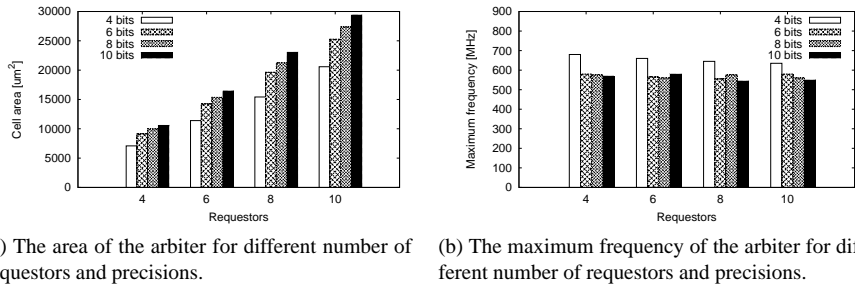 30000
25000
20000
15000
10000
5000
0
Cell area [um2]
4 bits
6 bits
8 bits
10 bits
4 6 8 10
Requestors
900
800
700
600
500
400
300
200
100
0
Maximum frequency [MHz]
4 bits
6 bits
8 bits
10 bits
4 6 8 10
Requestors
) The area of the arbiter for different number of
questors and precisions.
(b) The maximum frequency of the arbiter for dif
ferent number of requestors and precisions.